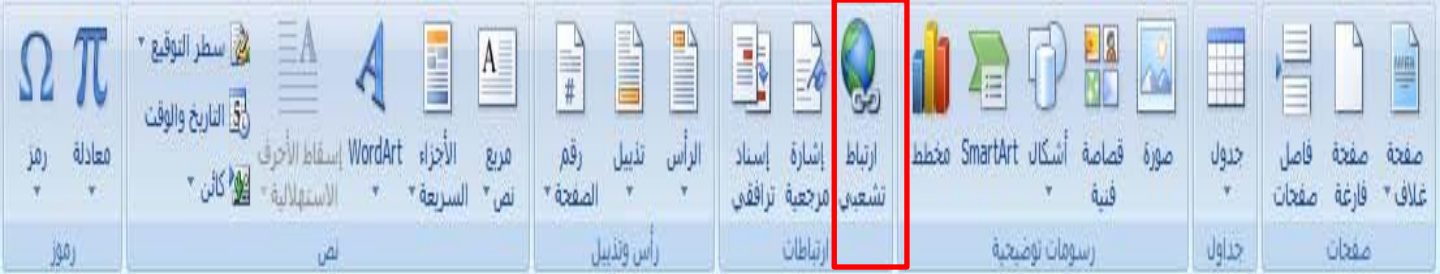 صفحة غلاف
صفحة فارغة
فاصل صفحات
صفحات
جدول
جداول
صورة
قصاصة فنية
أشكال
SmartArt
مخطط
رسومات توضيحية
ارتباط تشعبي
إشارة مرجعية
إسناد ترافقي
ارتباطات
الرأس
تذييل
رقم الصفحة
رأس وتذييل
مربع نص
الأجزاء السريعة
WordArt
إسقاط الأحرف الاستهلالية
سطر التوقيع
التاريخ والوقت
كائن
نص
معادلة
رمز
رموز